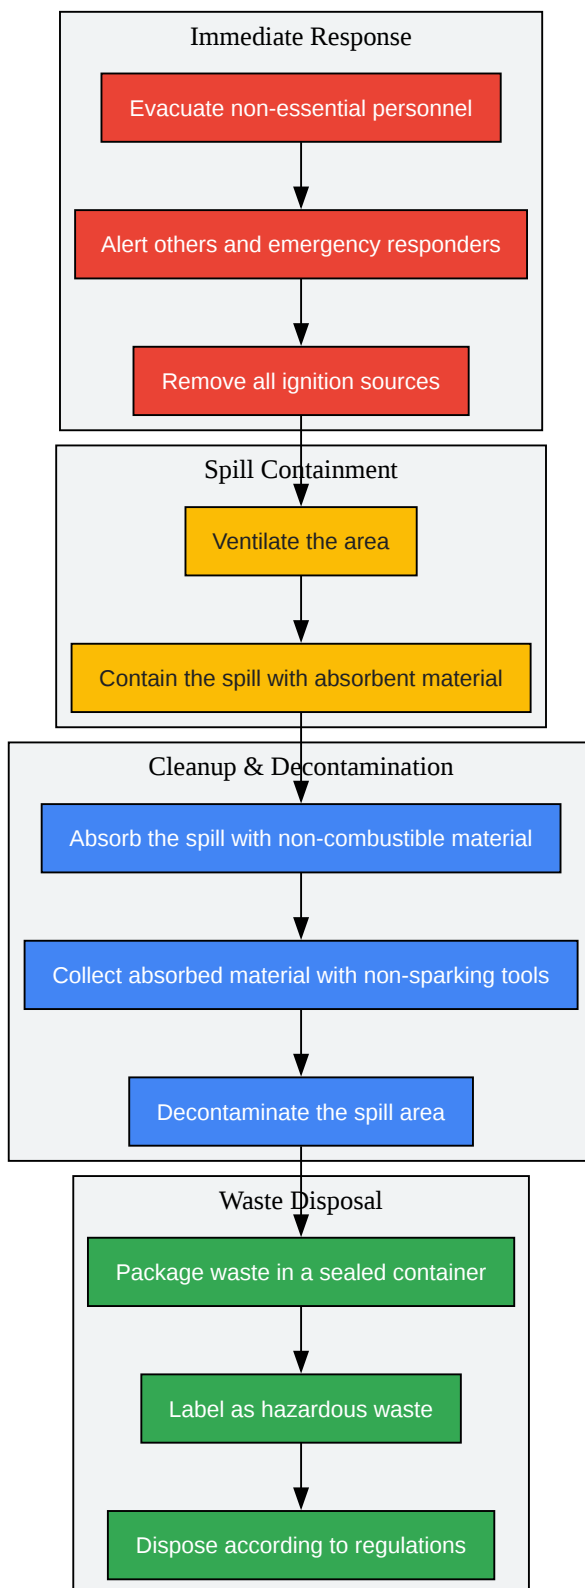 Immediate Response
Evacuate non-essential personnel
Alert others and emergency responders
Remove all ignition sources
Spill Containment
Ventilate the area
Contain the spill with absorbent material
Cleanup & Decontamination
Absorb the spill with non-combustible material
Collect absorbed material with non-sparking tools
Decontaminate the spill area
Waste Disposal
Package waste in a sealed container
Label as hazardous waste
Dispose according to regulations